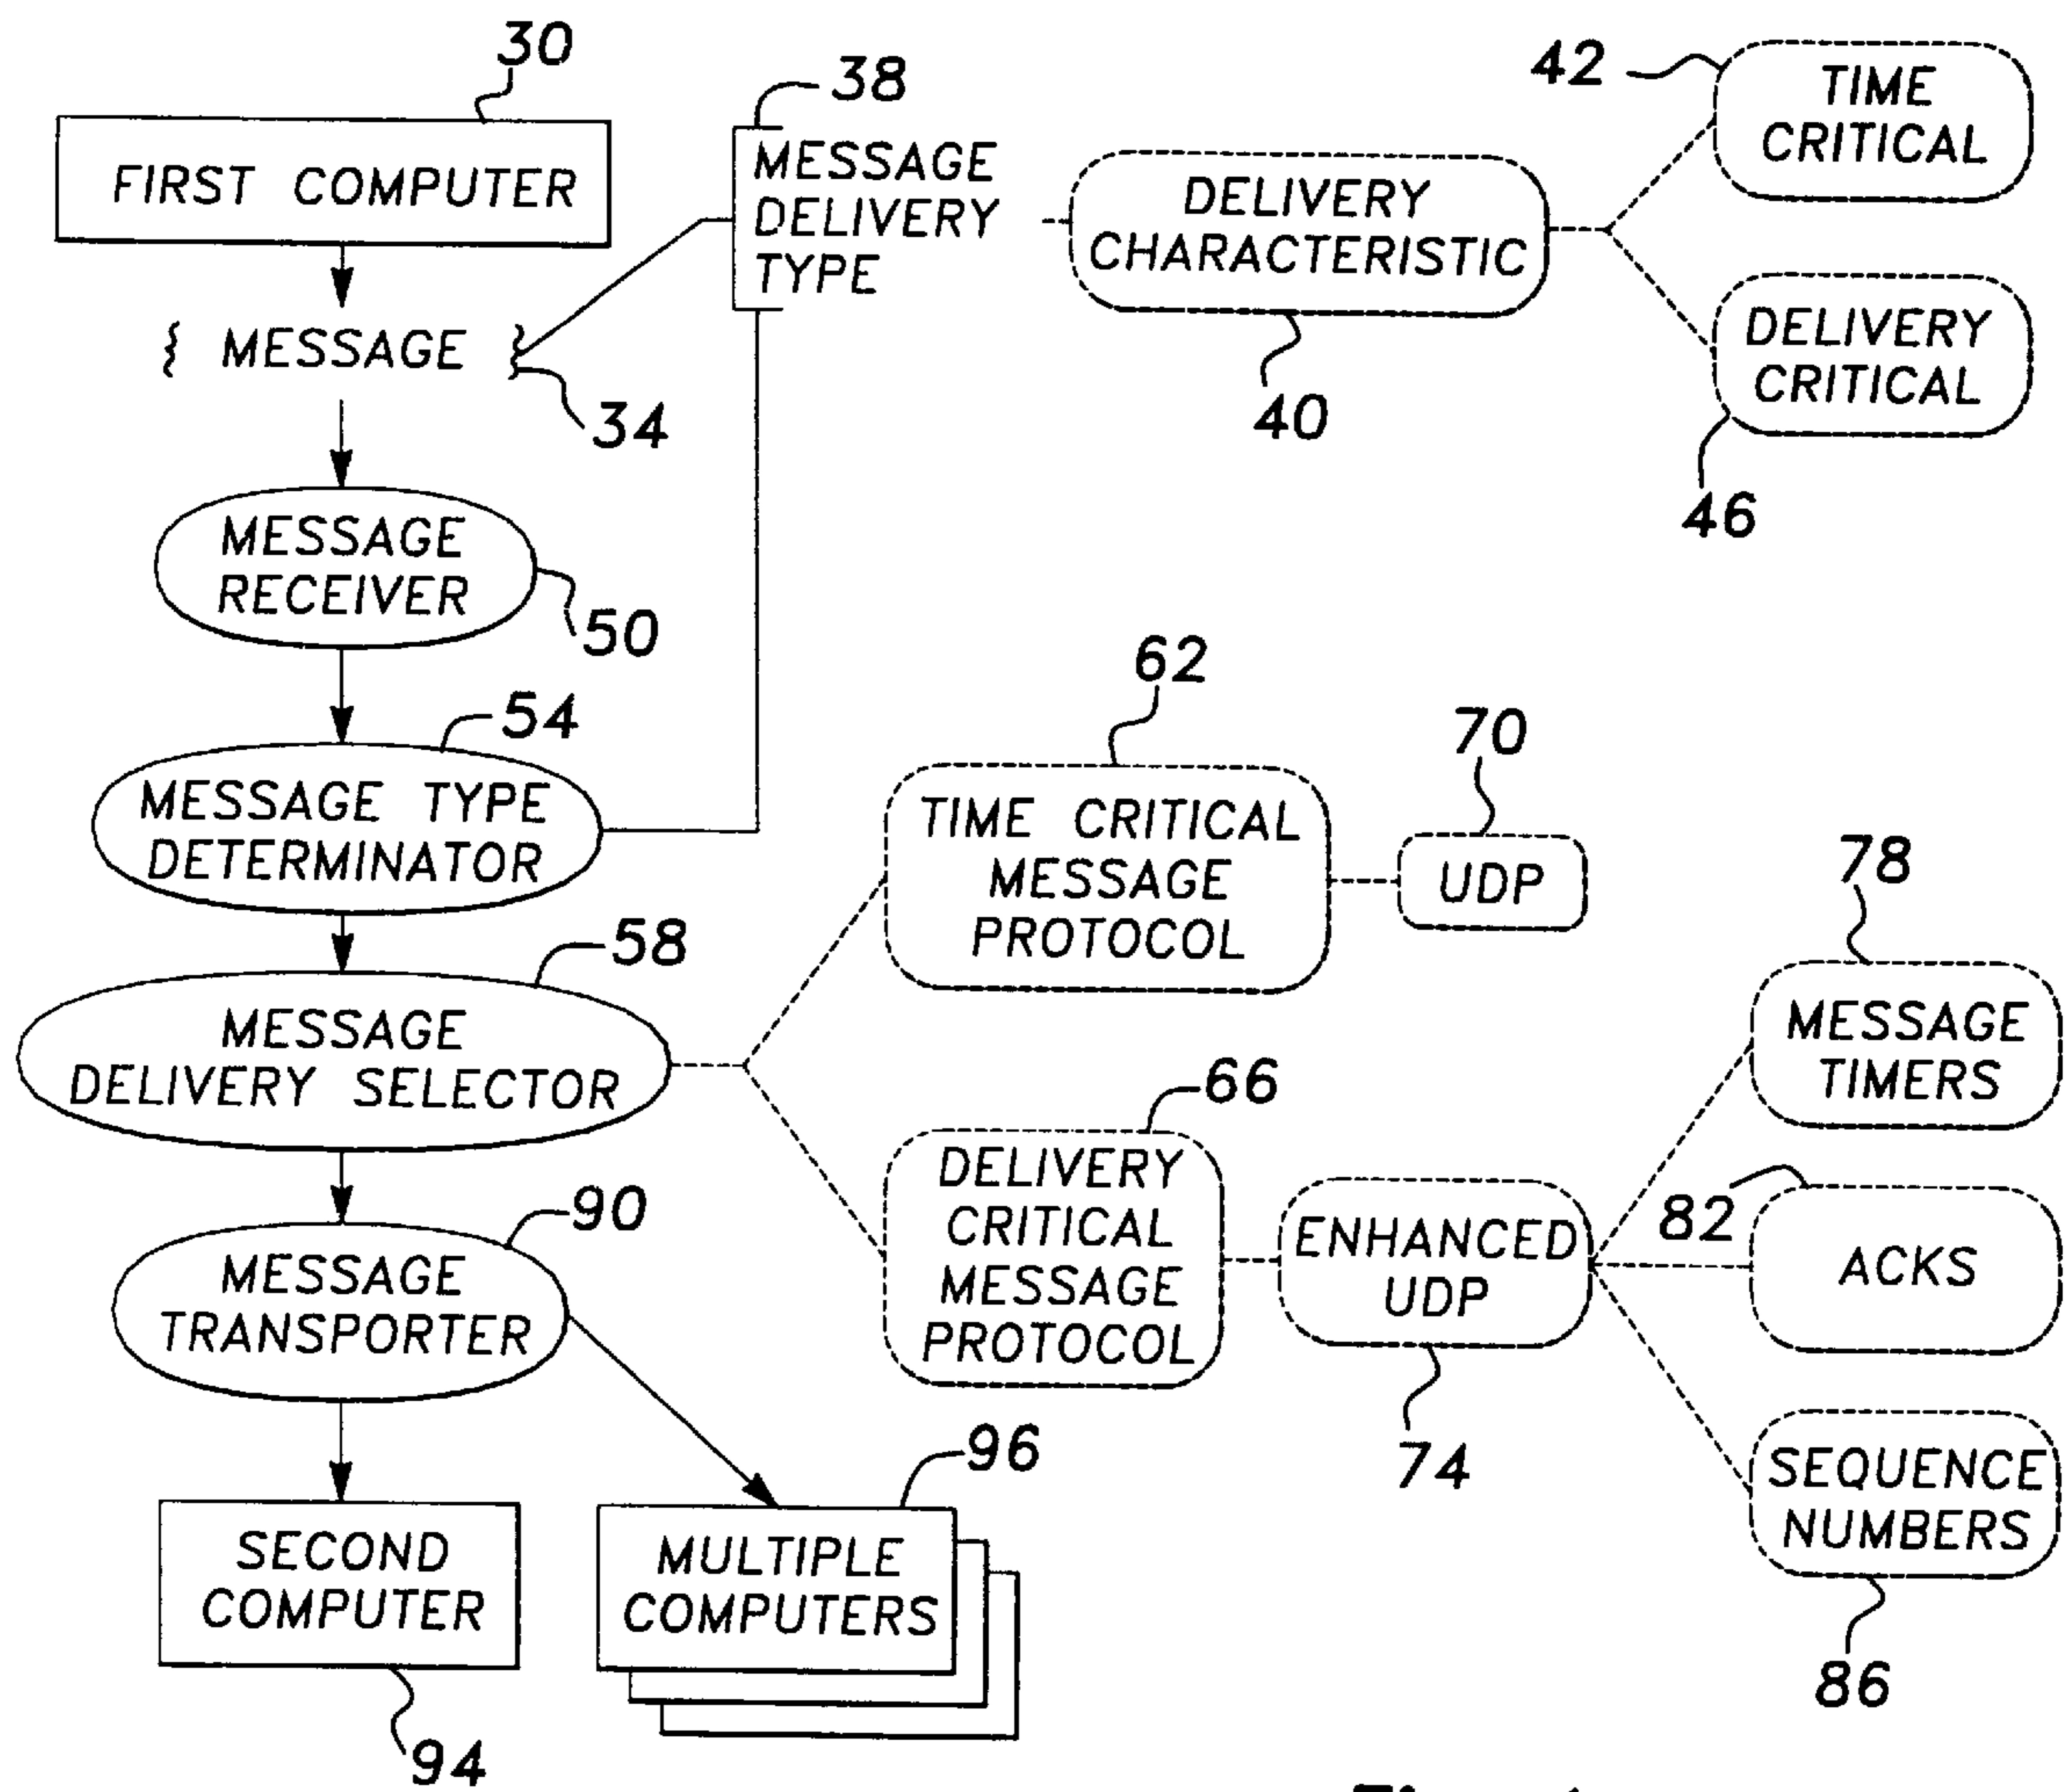 30
FIRST COMPUTER
38
MESSAGE
DELIVERY
TYPE
DELIVERY
CHARACTERISTIC
40
42
TIME
CRITICAL
DELIVERY
CRITICAL
46
{ MESSAGE }
34
MESSAGE
RECEIVER
50
54
MESSAGE TYPE
DETERMINATOR
58
MESSAGE
DELIVERY SELECTOR
62
TIME CRITICAL
MESSAGE
PROTOCOL
70
UDP
66
DELIVERY
CRITICAL
MESSAGE
PROTOCOL
ENHANCED
UDP
74
78
MESSAGE
TIMERS
82
ACKS
SEQUENCE
NUMBERS
86
90
MESSAGE
TRANSPORTER
SECOND
COMPUTER
94
96
MULTIPLE
COMPUTERS